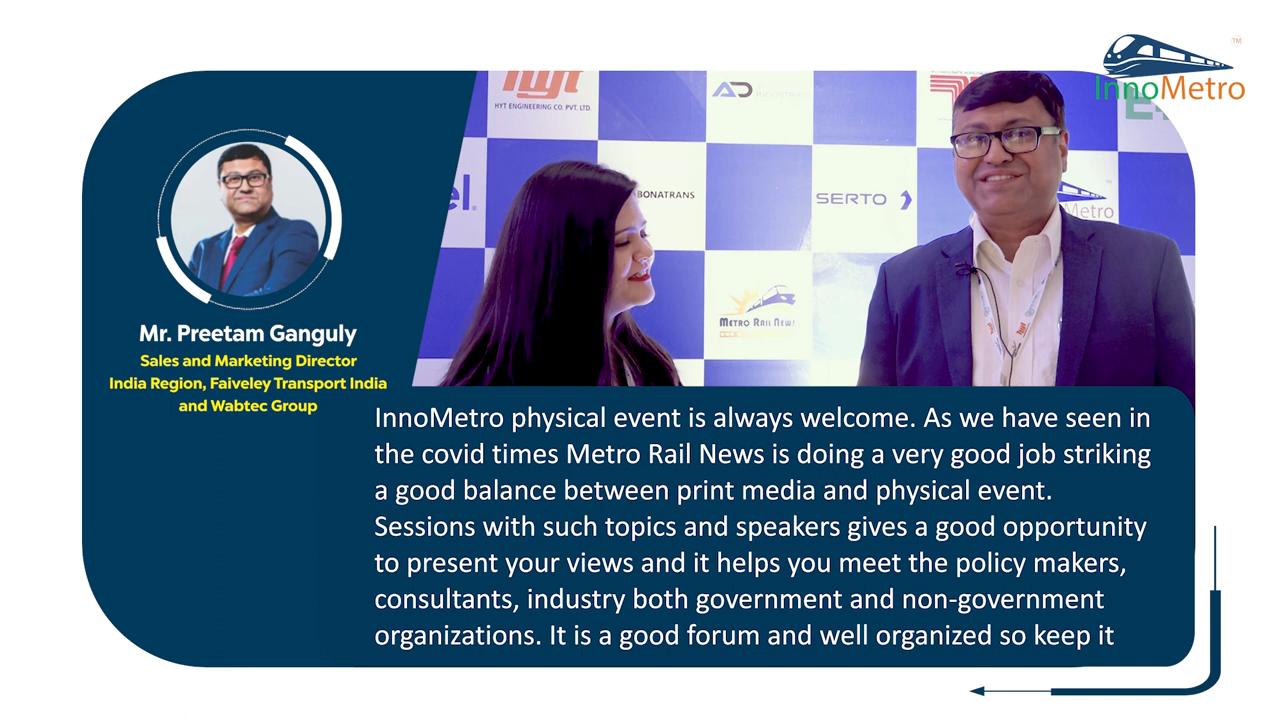 InnoMetro
TM
HYT ENGINEERING CO. PVT. LTD.
BONATRANS
SERTO
METRO RAIL NEWS
Mr. Preetam Ganguly
Sales and Marketing Director
India Region, Faiveley Transport India
and Wabtec Group
InnoMetro physical event is always welcome. As we have seen in
the covid times Metro Rail News is doing a very good job striking
a good balance between print media and physical event.
Sessions with such topics and speakers gives a good opportunity
to present your views and it helps you meet the policy makers,
consultants, industry both government and non-government
organizations. It is a good forum and well organized so keep it